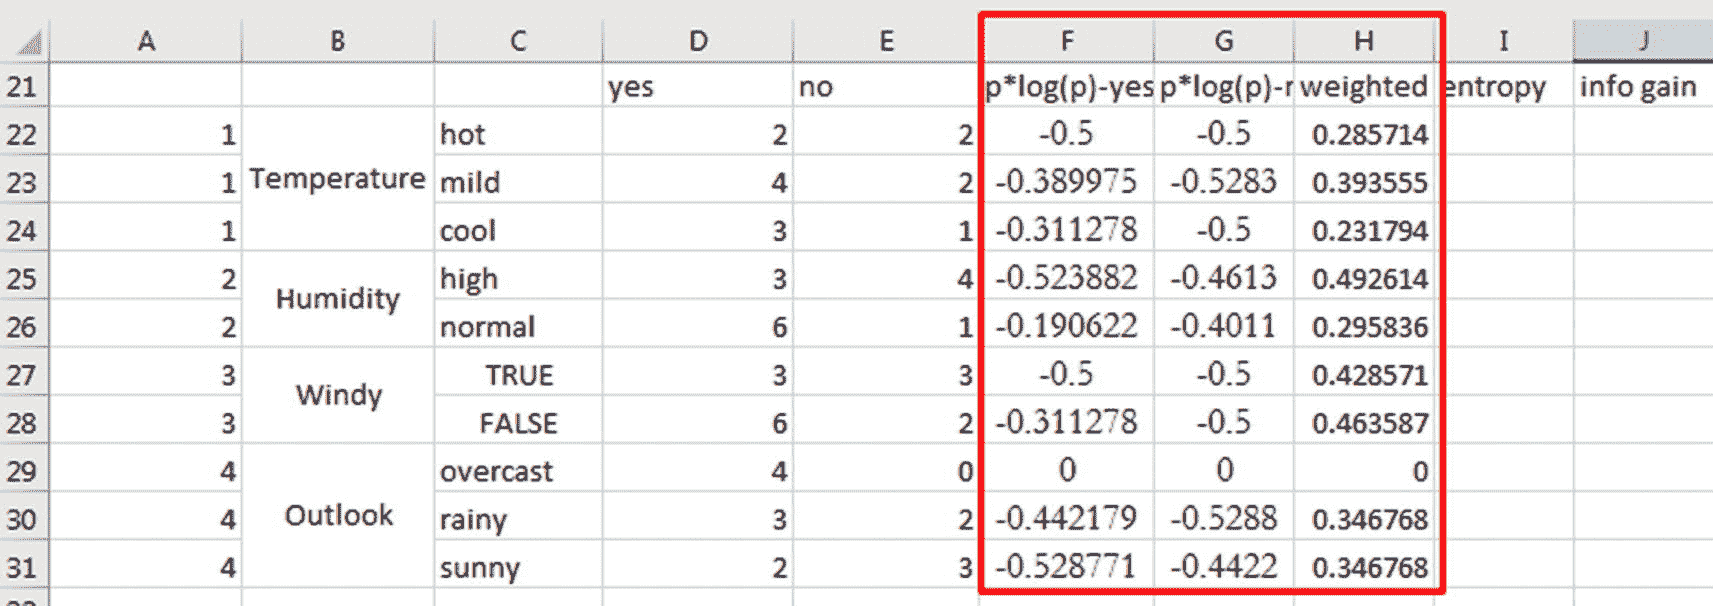 A B C D E F G H I J
21 yes no p*log(p)-yes p*log(p)-r weighted entropy info gain
22 1 hot 2 2 -0.5 -0.5 0.285714
23 1 Temperature mild 4 2 -0.389975 -0.5283 0.393555
24 1 cool 3 1 -0.311278 -0.5 0.231794
25 2 high 3 4 -0.523882 -0.4613 0.492614
Humidity
26 2 normal 6 1 -0.190622 -0.4011 0.295836
27 3 TRUE 3 3 -0.5 -0.5 0.428571
Windy
28 3 FALSE 6 2 -0.311278 -0.5 0.463587
29 4 overcast 4 0 0 0 0
30 4 Outlook rainy 3 2 -0.442179 -0.5288 0.346768
31 4 sunny 2 3 -0.528771 -0.4422 0.346768